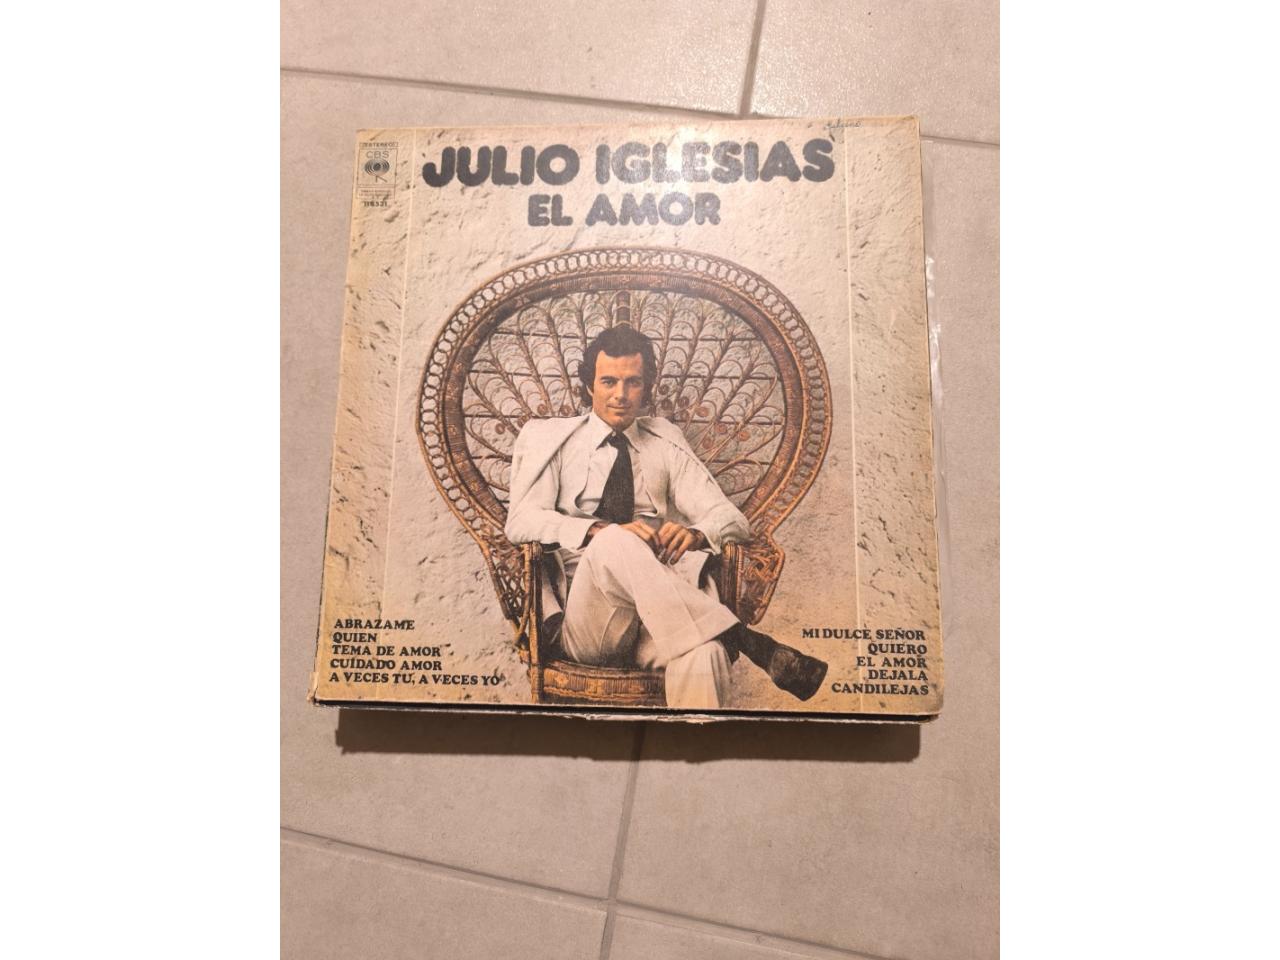 STEREO
CBS
JULIO IGLESIAS
EL AMOR
ABRAZAME
QUIEN
TEMA DE AMOR
CUIDADO AMOR
A VECES TU, A VECES YO
MI DULCE SEÑOR
QUIERO
EL AMOR
DEJALA
CANDILEJAS